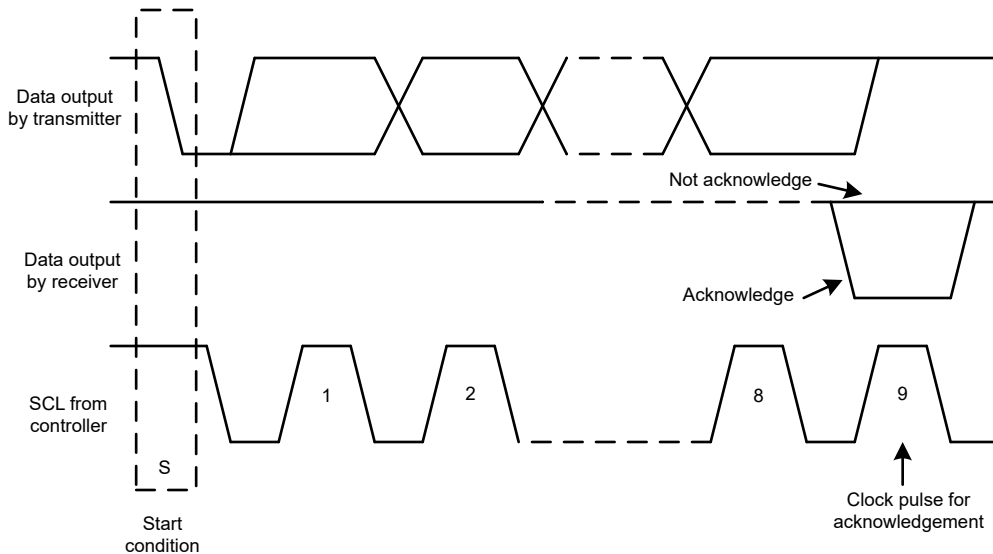 Data output
by transmitter
Not acknowledge
Data output
by receiver
Acknowledge
SCL from
controller
1
2
8
9
S
Start
condition
Clock pulse for
acknowledgement